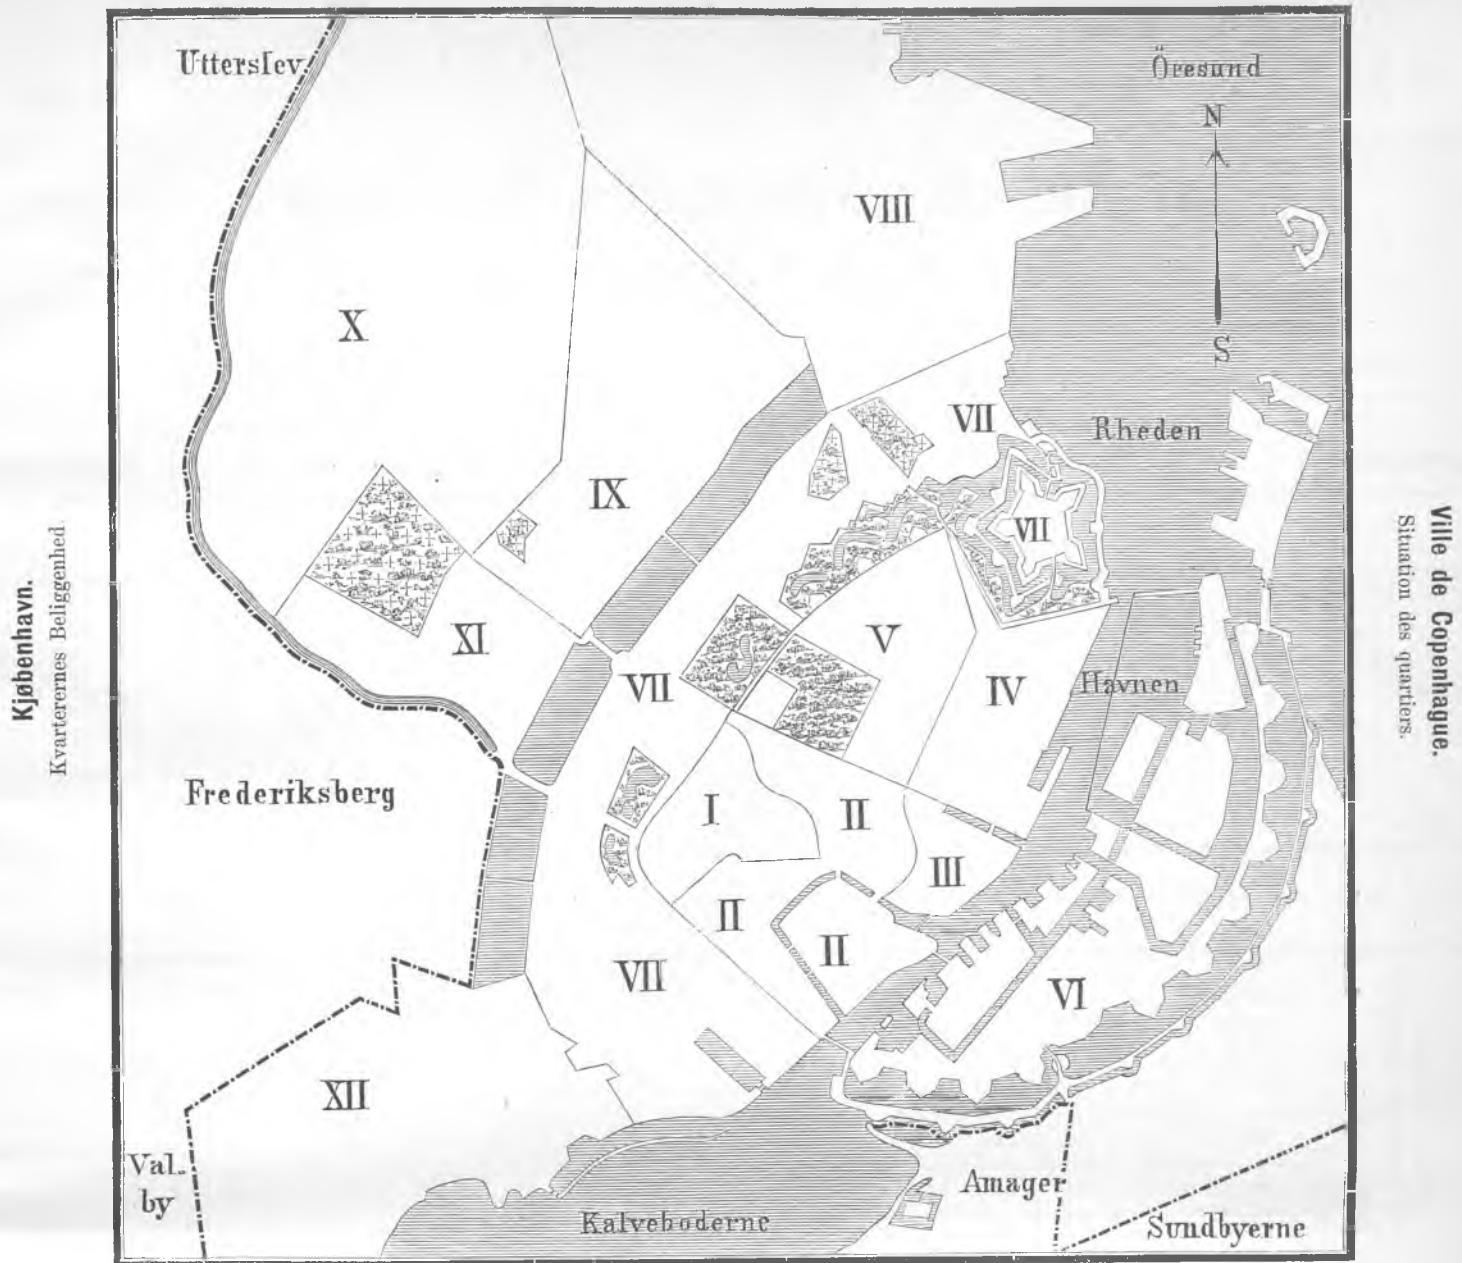 Kjøbenhavn.
Kvarterernes Beliggenhed.
Utterslev
Öresund
N
S
VIII
X
VII
Rheden
IX
VII
V
XI
VII
IV
Havnen
Frederiksberg
I
II
III
II
II
VII
VI
XII
Val-
by
Amager
Kalveboderne
Sundbyerne
Ville de Copenhague.
Situation des quartiers.